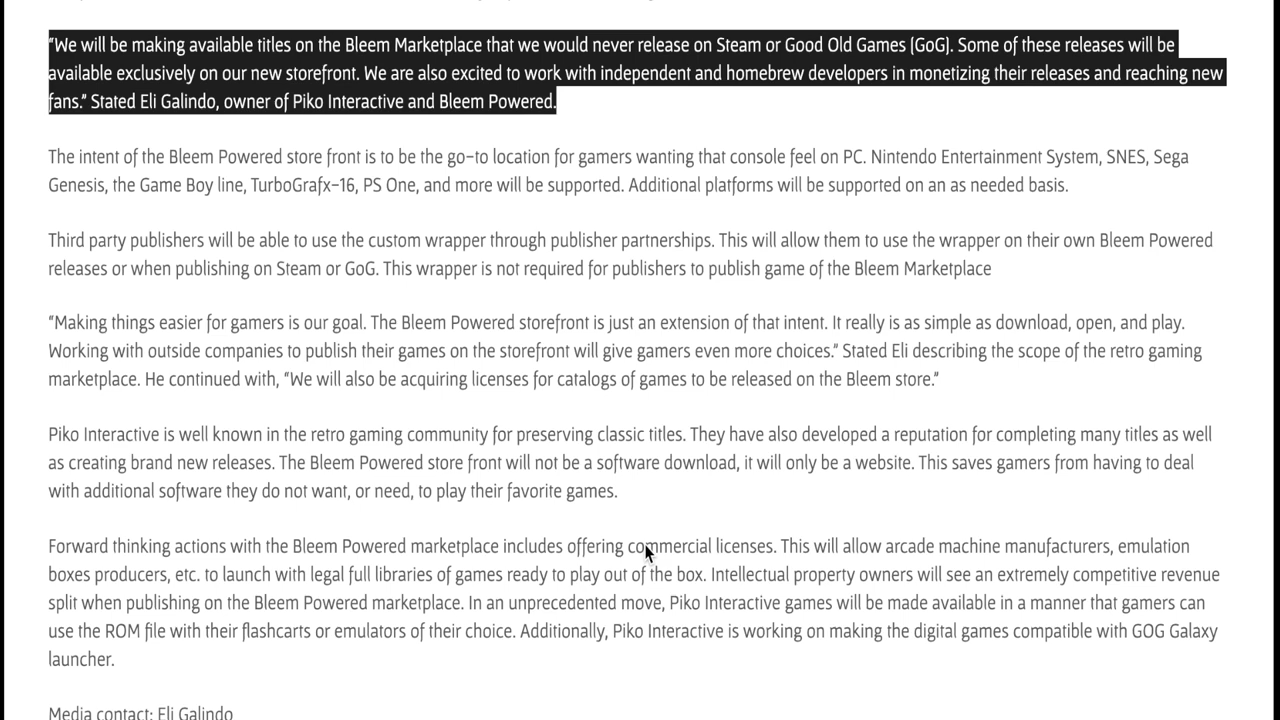 “We will be making available titles on the Bleem Marketplace that we would never release on Steam or Good Old Games (GoG). Some of these releases will be
available exclusively on our new storefront. We are also excited to work with independent and homebrew developers in monetizing their releases and reaching new
fans.” Stated Eli Galindo, owner of Piko Interactive and Bleem Powered.
The intent of the Bleem Powered store front is to be the go-to location for gamers wanting that console feel on PC. Nintendo Entertainment System, SNES, Sega
Genesis, the Game Boy line, TurboGrafx-16, PS One, and more will be supported. Additional platforms will be supported on an as needed basis.
Third party publishers will be able to use the custom wrapper through publisher partnerships. This will allow them to use the wrapper on their own Bleem Powered
releases or when publishing on Steam or GoG. This wrapper is not required for publishers to publish game of the Bleem Marketplace
“Making things easier for gamers is our goal. The Bleem Powered storefront is just an extension of that intent. It really is as simple as download, open, and play.
Working with outside companies to publish their games on the storefront will give gamers even more choices.” Stated Eli describing the scope of the retro gaming
marketplace. He continued with, “We will also be acquiring licenses for catalogs of games to be released on the Bleem store.”
Piko Interactive is well known in the retro gaming community for preserving classic titles. They have also developed a reputation for completing many titles as well
as creating brand new releases. The Bleem Powered store front will not be a software download, it will only be a website. This saves gamers from having to deal
with additional software they do not want, or need, to play their favorite games.
Forward thinking actions with the Bleem Powered marketplace includes offering commercial licenses. This will allow arcade machine manufacturers, emulation
boxes producers, etc. to launch with legal full libraries of games ready to play out of the box. Intellectual property owners will see an extremely competitive revenue
split when publishing on the Bleem Powered marketplace. In an unprecedented move, Piko Interactive games will be made available in a manner that gamers can
use the ROM file with their flashcarts or emulators of their choice. Additionally, Piko Interactive is working on making the digital games compatible with GOG Galaxy
launcher.
Media contact: Eli Galindo